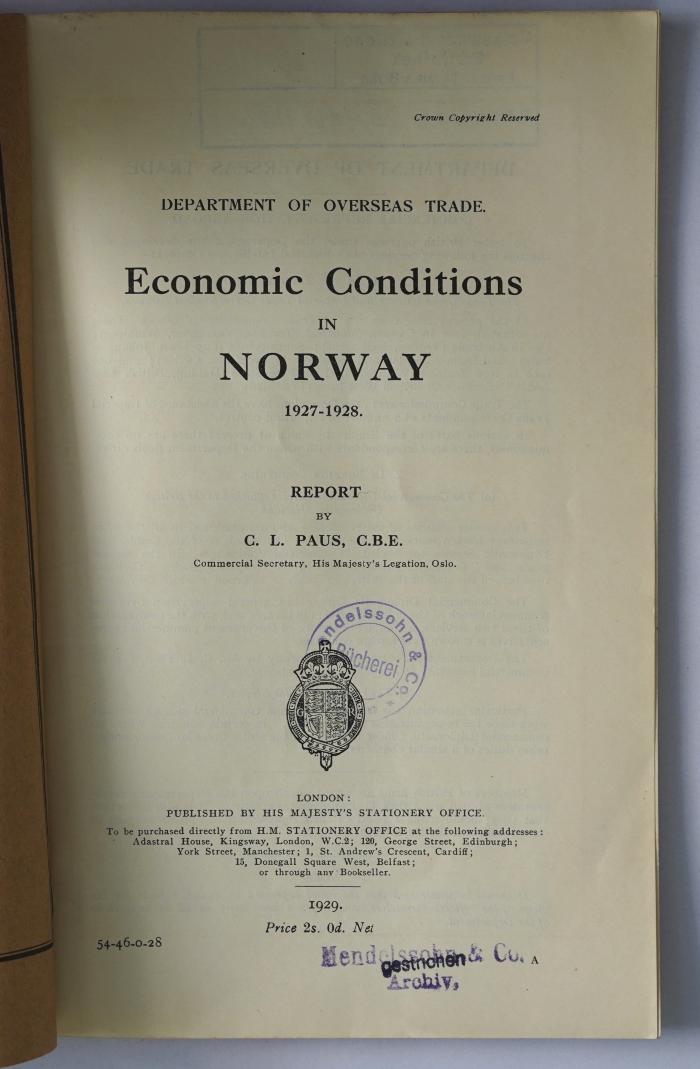 Crown Copyright Reserved
DEPARTMENT OF OVERSEAS TRADE.
Economic Conditions
IN
NORWAY
1927-1928.
REPORT
BY
C. L. PAUS, C.B.E.
Commercial Secretary, His Majesty's Legation, Oslo.
ndelssohn & Co.
Bücherei
G R
LONDON:
PUBLISHED BY HIS MAJESTY'S STATIONERY OFFICE.
To be purchased directly from H.M. STATIONERY OFFICE at the following addresses:
Adastral House, Kingsway, London, W.C.2; 120, George Street, Edinburgh;
York Street, Manchester; 1, St. Andrew's Crescent, Cardiff;
15, Donegall Square West, Belfast;
or through any Bookseller.
1929.
Price 2s. 0d. Net
54-46-0-28
Mendelssohn & Co. A
gestrichen
Archiv,